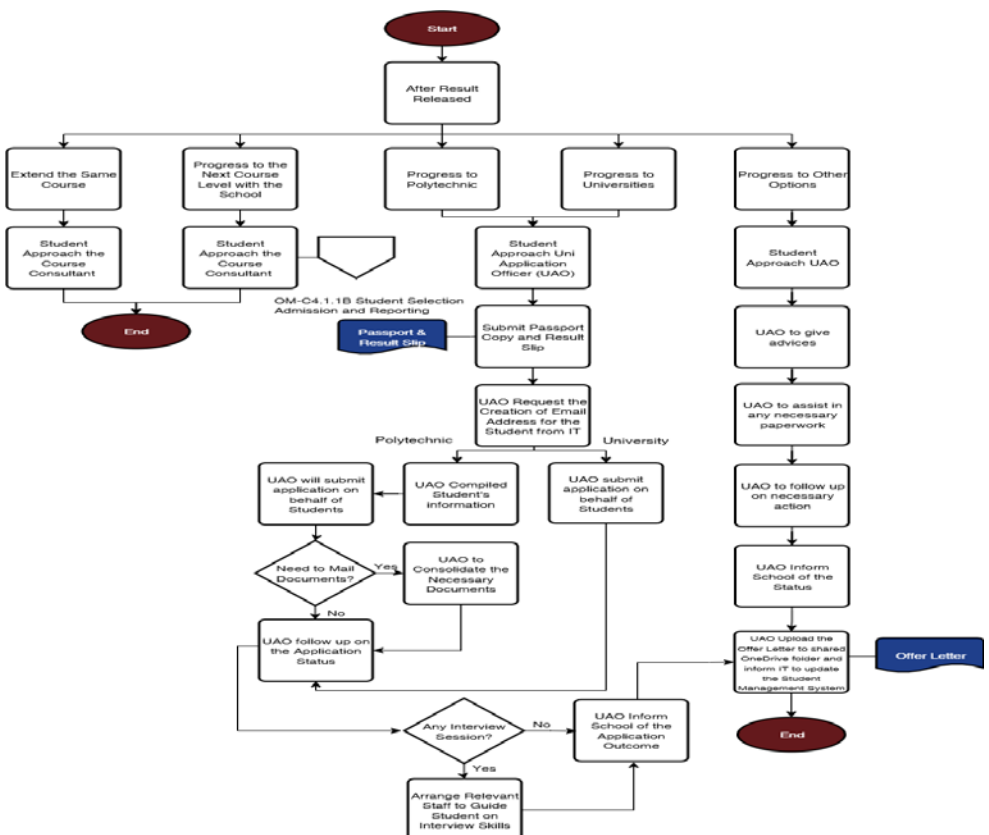 Start
After Result
Released
Extend the Same
Course
Progress to the
Next Course
Level with the
School
Progress to
Polytechnic
Progress to
Universities
Progress to Other
Options
Student
Approach the
Course
Consultant
Student
Approach the
Course
Consultant
Student
Approach Uni
Application
Officer (UAO)
Student
Approach UAO
OM-C4.1.1B Student Selection
Admission and Reporting
End
Passport &
Result Slip
Submit Passport
Copy and Result
Slip
UAO to give
advices
UAO Request the
Creation of Email
Address for the
Student from IT
UAO to assist in
any necessary
paperwork
Polytechnic
University
UAO will submit
application on
behalf of
Students
UAO Compiled
Student's
information
UAO submit
application on
behalf of
Students
UAO to follow up
on necessary
action
Need to Mail
Documents?
Yes
UAO to
Consolidate the
Necessary
Documents
UAO Inform
School of the
Status
No
UAO follow up on
the Application
Status
UAO Upload the
Offer Letter to shared
OneDrive folder and
inform IT to update
the Student
Management System
Offer Letter
Any Interview
Session?
No
UAO Inform
School of the
Application
Outcome
End
Yes
Arrange Relevant
Staff to Guide
Student on
Interview Skills